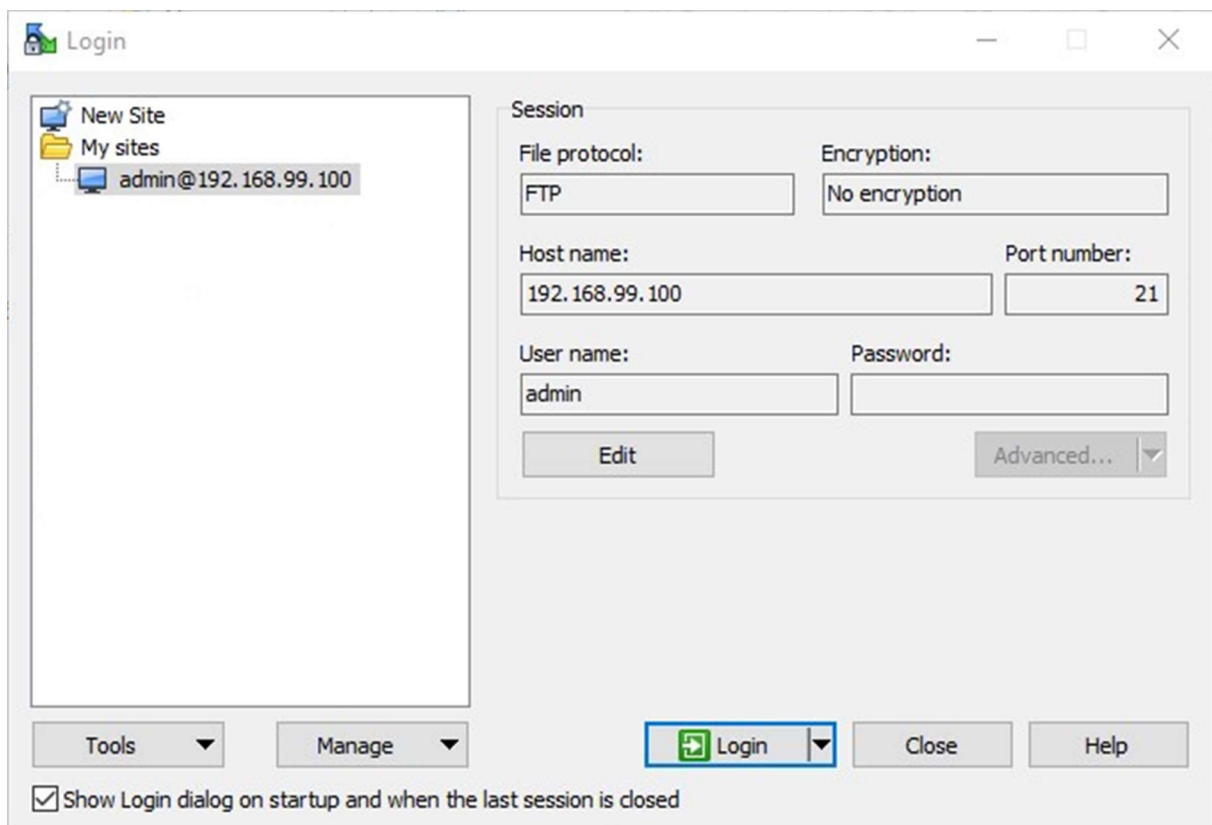 Login
New Site
My sites
admin@192.168.99.100
Session
File protocol: Encryption:
FTP No encryption
Host name: Port number:
192.168.99.100 21
User name: Password:
admin
Edit Advanced...
Tools Manage Login Close Help
Show Login dialog on startup and when the last session is closed